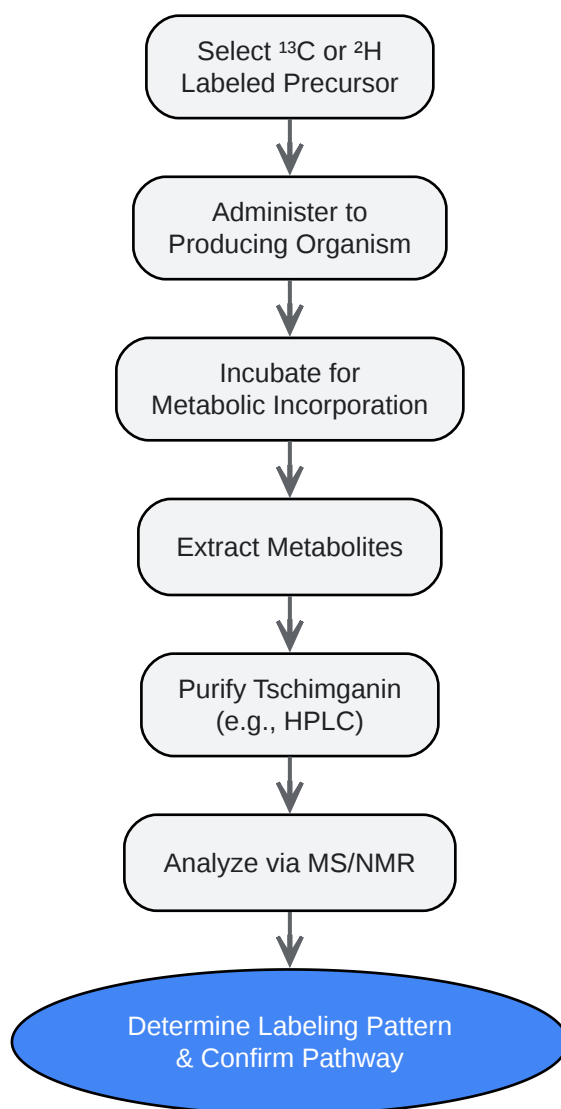 Select ¹³C or ²H
Labeled Precursor
Administer to
Producing Organism
Incubate for
Metabolic Incorporation
Extract Metabolites
Purify Tschimganin
(e.g., HPLC)
Analyze via MS/NMR
Determine Labeling Pattern
& Confirm Pathway